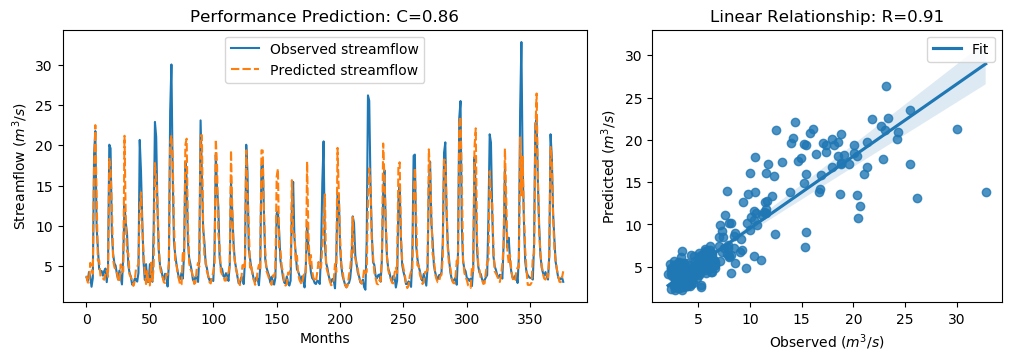 Performance Prediction: C=0.86
Observed streamflow
Predicted streamflow
Streamflow (m³/s)
30
25
20
15
10
5
0
50
100
150
200
250
300
350
Months
Linear Relationship: R=0.91
Fit
Predicted (m³/s)
30
25
20
15
10
5
5
10
15
20
25
30
Observed (m³/s)